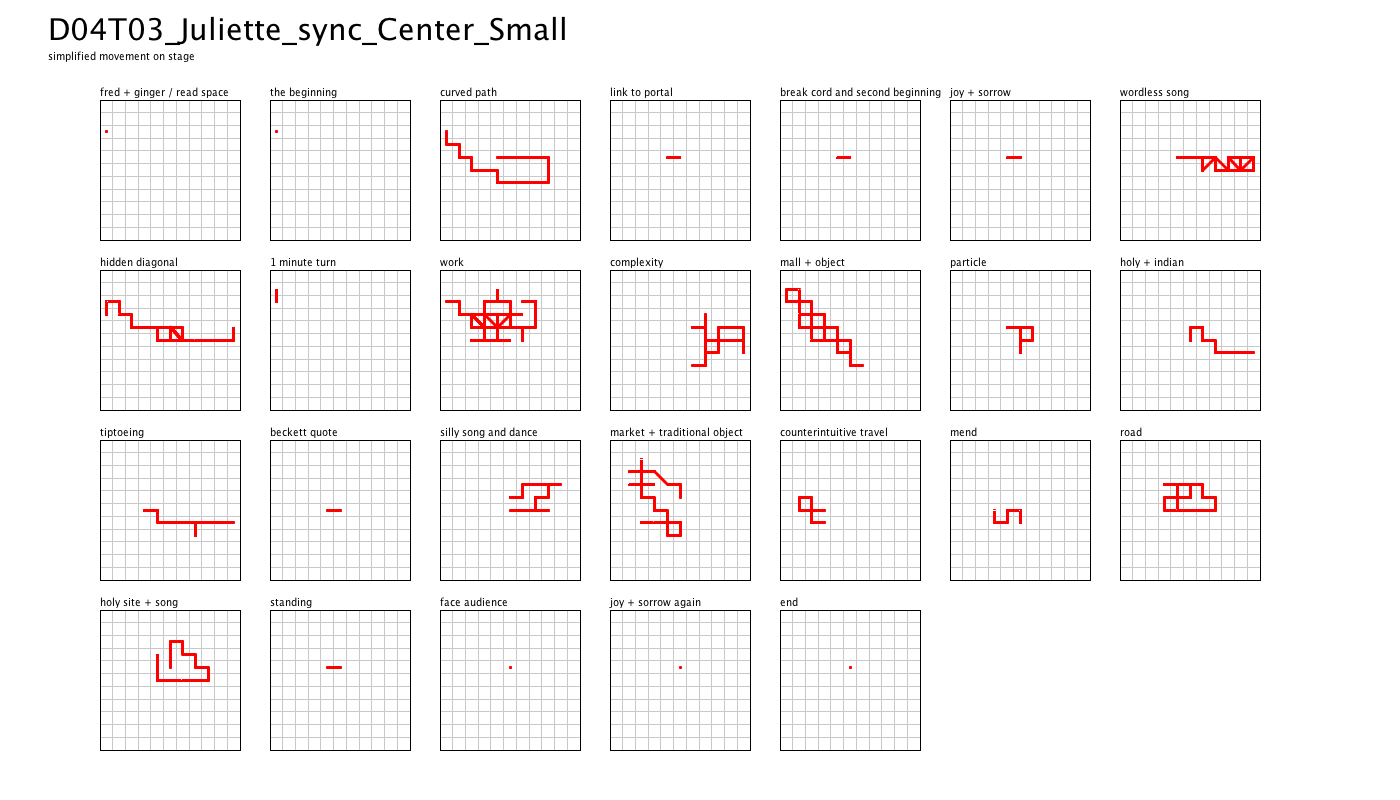 D04T03_Juliette_sync_Center_Small
simplified movement on stage
fred + ginger / read space
the beginning
curved path
link to portal
break cord and second beginning
joy + sorrow
wordless song
hidden diagonal
1 minute turn
work
complexity
mall + object
particle
holy + indian
tiptoeing
beckett quote
silly song and dance
market + traditional object
counterintuitive travel
mend
road
holy site + song
standing
face audience
joy + sorrow again
end